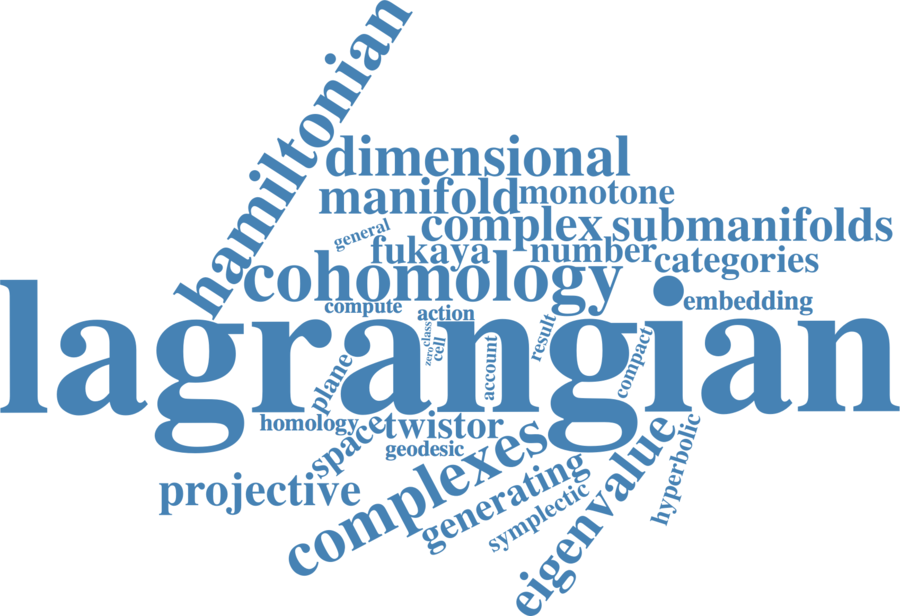 hamiltonian
dimensional
manifold
monotone
complex
submanifolds
general
fukaya
number
categories
cohomology
embedding
compute
action
lagrangian
class
zero
cell
result
compact
account
plane
homology
space
twistor
geodesic
complexes
eigenvalue
hyperbolic
projective
generating
symplectic